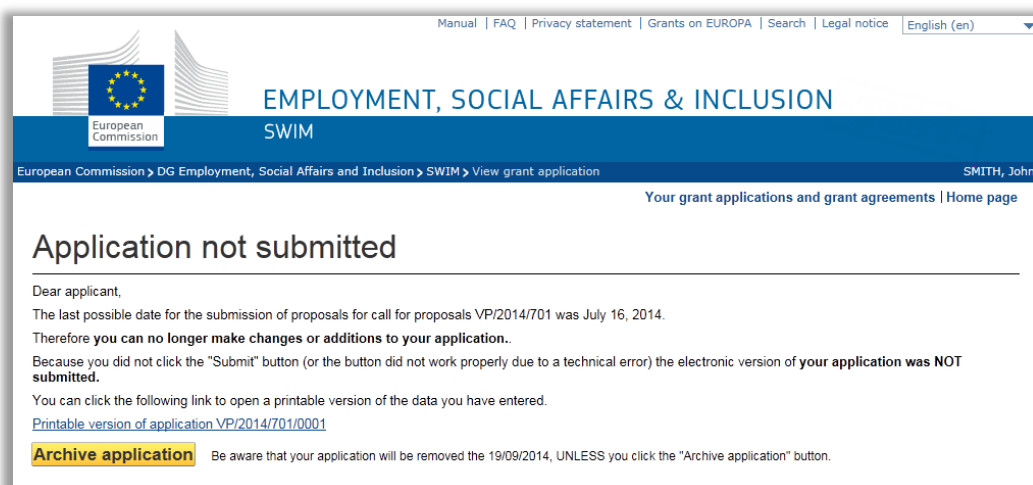 Manual | FAQ | Privacy statement | Grants on EUROPA | Search | Legal notice English (en)
European
Commission
EMPLOYMENT, SOCIAL AFFAIRS & INCLUSION
SWIM
European Commission > DG Employment, Social Affairs and Inclusion > SWIM > View grant application SMITH, John
Your grant applications and grant agreements | Home page
Application not submitted
Dear applicant,
The last possible date for the submission of proposals for call for proposals VP/2014/701 was July 16, 2014.
Therefore you can no longer make changes or additions to your application..
Because you did not click the "Submit" button (or the button did not work properly due to a technical error) the electronic version of your application was NOT
submitted.
You can click the following link to open a printable version of the data you have entered.
Printable version of application VP/2014/701/0001
Archive application Be aware that your application will be removed the 19/09/2014, UNLESS you click the "Archive application" button.